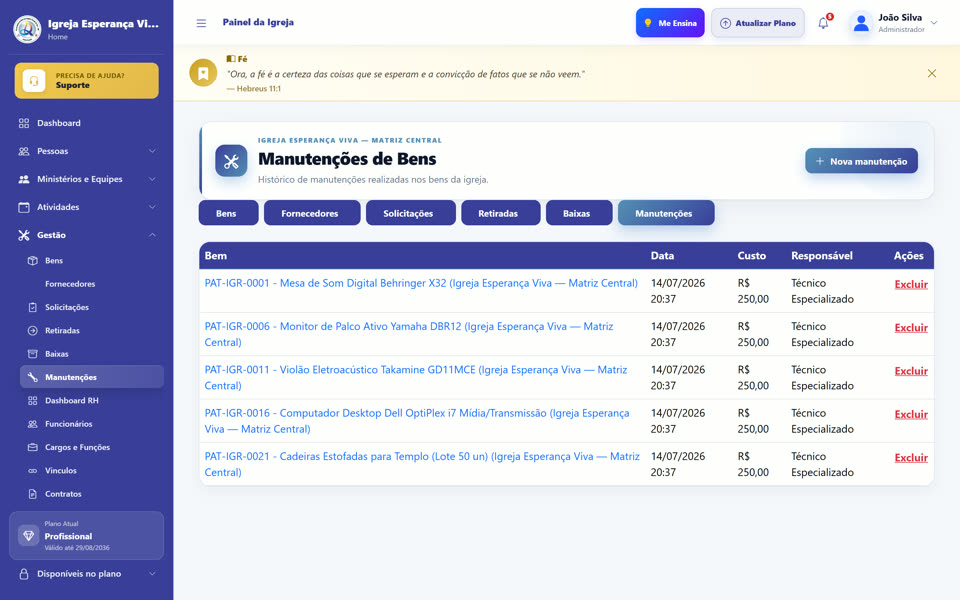 Igreja Esperança Vi...
Home
PRECISA DE AJUDA?
Suporte
Dashboard
Pessoas
Ministérios e Equipes
Atividades
Gestão
Bens
Fornecedores
Solicitações
Retiradas
Baixas
Manutenções
Dashboard RH
Funcionários
Cargos e Funções
Vínculos
Contratos
Plano Atual
Profissional
Válido até 29/08/2036
Disponíveis no plano
Painel da Igreja
Me Ensina
Atualizar Plano
5
João Silva
Administrador
Fé
"Ora, a fé é a certeza das coisas que se esperam e a convicção de fatos que se não veem."
— Hebreus 11:1
IGREJA ESPERANÇA VIVA — MATRIZ CENTRAL
Manutenções de Bens
Histórico de manutenções realizadas nos bens da igreja.
Nova manutenção
Bens Fornecedores Solicitações Retiradas Baixas Manutenções
Bem Data Custo Responsável Ações
PAT-IGR-0001 - Mesa de Som Digital Behringer X32 (Igreja Esperança Viva — Matriz Central) 14/07/2026 R$ Técnico Excluir
20:37 250,00 Especializado
PAT-IGR-0006 - Monitor de Palco Ativo Yamaha DBR12 (Igreja Esperança Viva — Matriz 14/07/2026 R$ Técnico Excluir
Central) 20:37 250,00 Especializado
PAT-IGR-0011 - Violão Eletroacústico Takamine GD11MCE (Igreja Esperança Viva — Matriz 14/07/2026 R$ Técnico Excluir
Central) 20:37 250,00 Especializado
PAT-IGR-0016 - Computador Desktop Dell OptiPlex i7 Mídia/Transmissão (Igreja Esperança 14/07/2026 R$ Técnico Excluir
Viva — Matriz Central) 20:37 250,00 Especializado
PAT-IGR-0021 - Cadeiras Estofadas para Templo (Lote 50 un) (Igreja Esperança Viva — Matriz 14/07/2026 R$ Técnico Excluir
Central) 20:37 250,00 Especializado